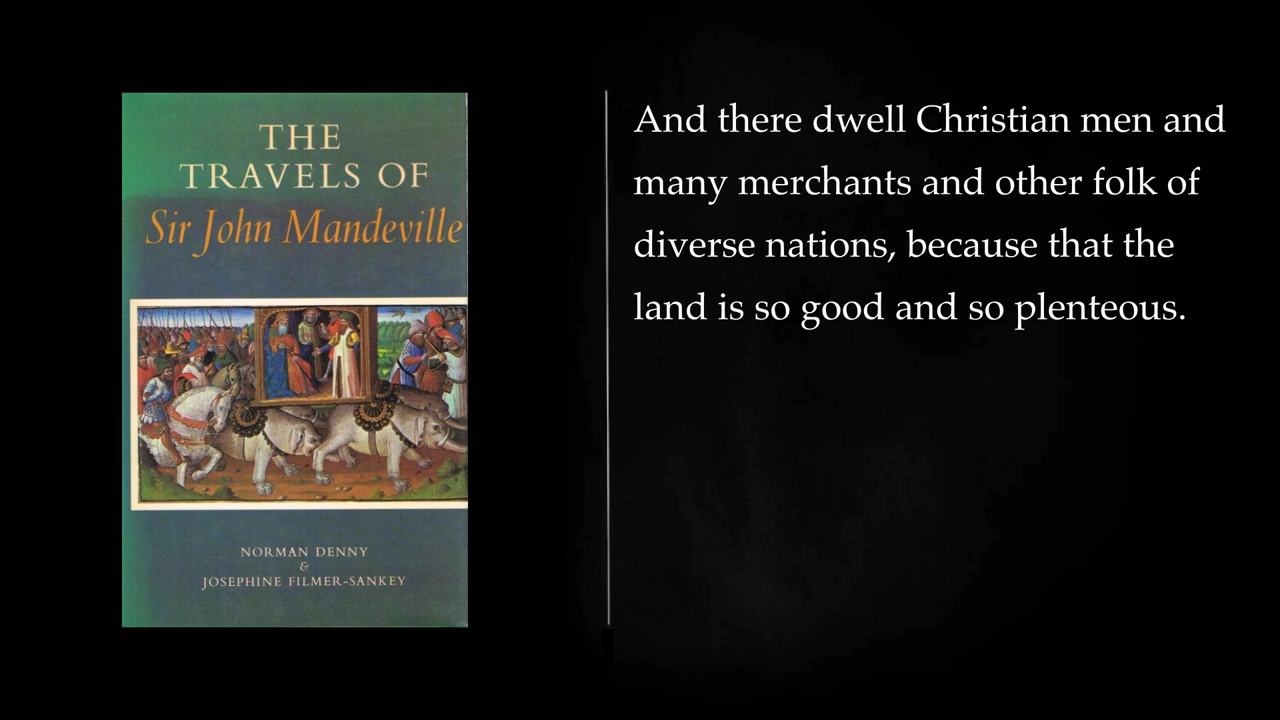 THE
TRAVELS OF
Sir John Mandeville
NORMAN DENNY
&
JOSEPHINE FILMER-SANKEY
And there dwell Christian men and
many merchants and other folk of
diverse nations, because that the
land is so good and so plenteous.